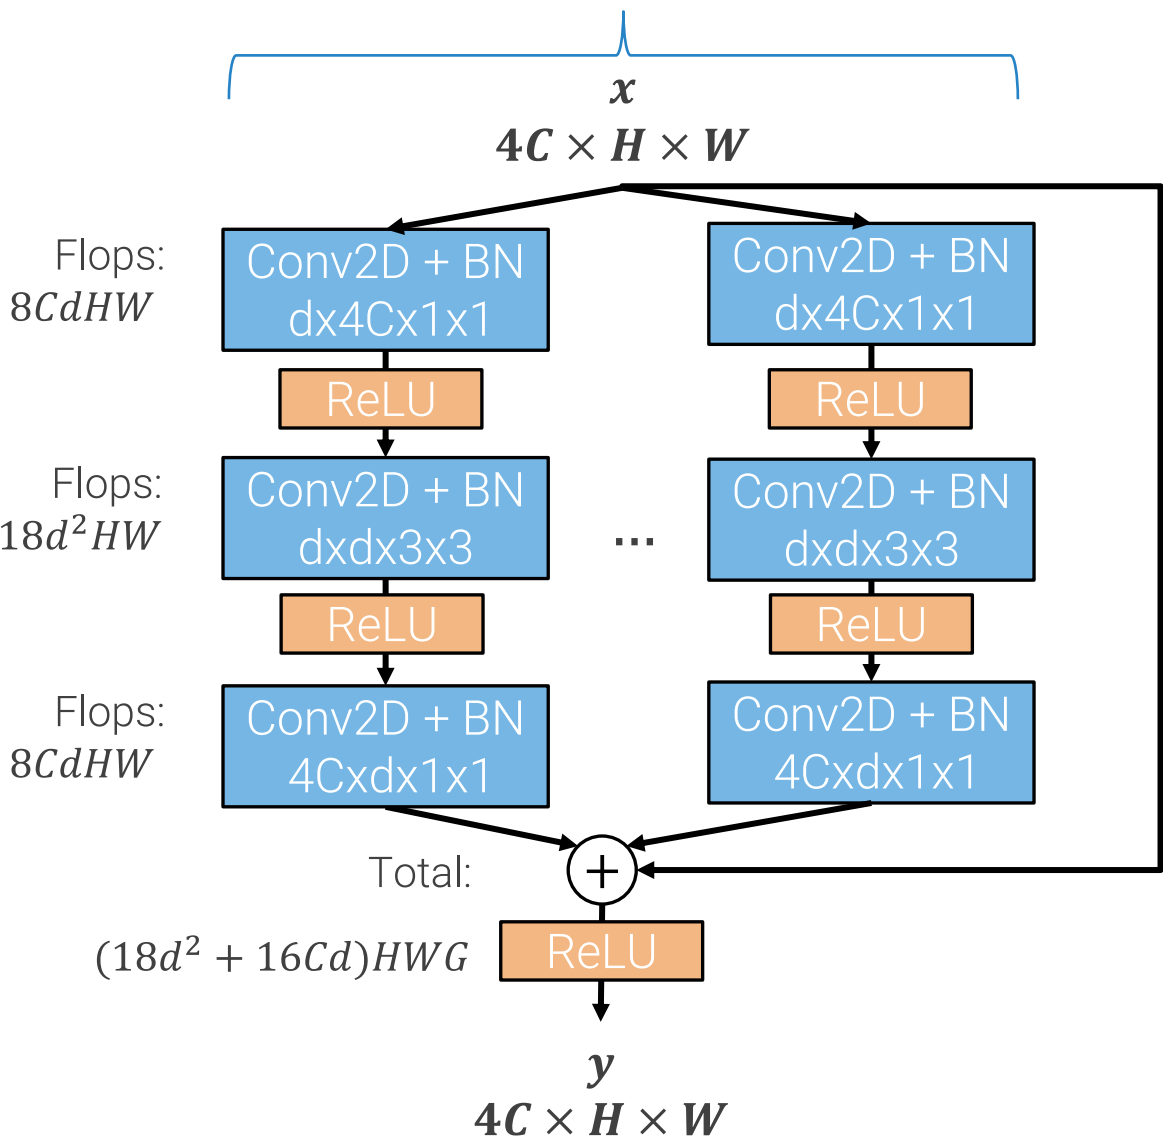 x
4C × H × W
Flops:
8CdHW
Conv2D + BN
dx4Cx1x1
Conv2D + BN
dx4Cx1x1
ReLU
ReLU
Flops:
18d²HW
Conv2D + BN
dxdx3x3
...
Conv2D + BN
dxdx3x3
ReLU
ReLU
Flops:
8CdHW
Conv2D + BN
4Cxdx1x1
Conv2D + BN
4Cxdx1x1
Total:
+
(18d² + 16Cd)HWG
ReLU
y
4C × H × W